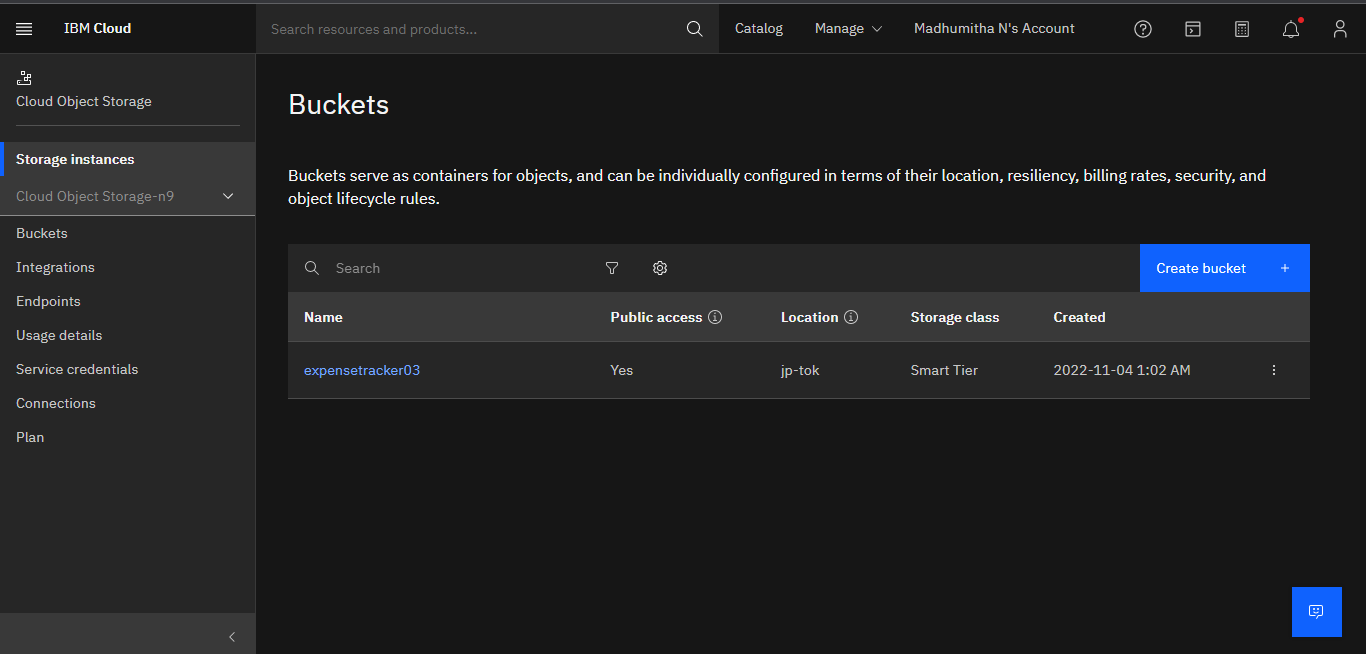 IBM Cloud
Search resources and products...
Catalog
Manage
Madhumitha N's Account
Cloud Object Storage
Storage instances
Cloud Object Storage-n9
Buckets
Integrations
Endpoints
Usage details
Service credentials
Connections
Plan
Buckets
Buckets serve as containers for objects, and can be individually configured in terms of their location, resiliency, billing rates, security, and
object lifecycle rules.
Search
Create bucket +
Name Public access Location Storage class Created
expensetracker03 Yes jp-tok Smart Tier 2022-11-04 1:02 AM